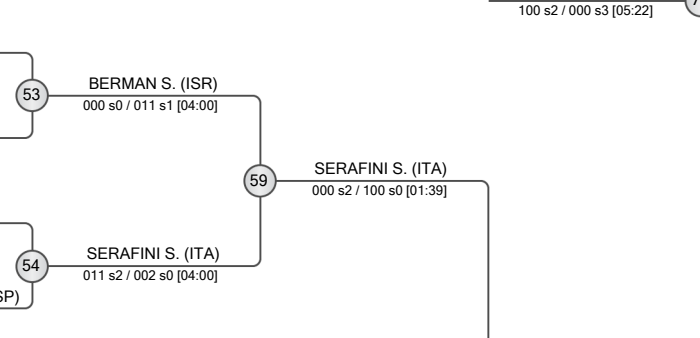 100 s2 / 000 s3 [05:22]
BERMAN S. (ISR)
53
000 s0 / 011 s1 [04:00]
SERAFINI S. (ITA)
59
000 s2 / 100 s0 [01:39]
SERAFINI S. (ITA)
54
011 s2 / 002 s0 [04:00]
SP)